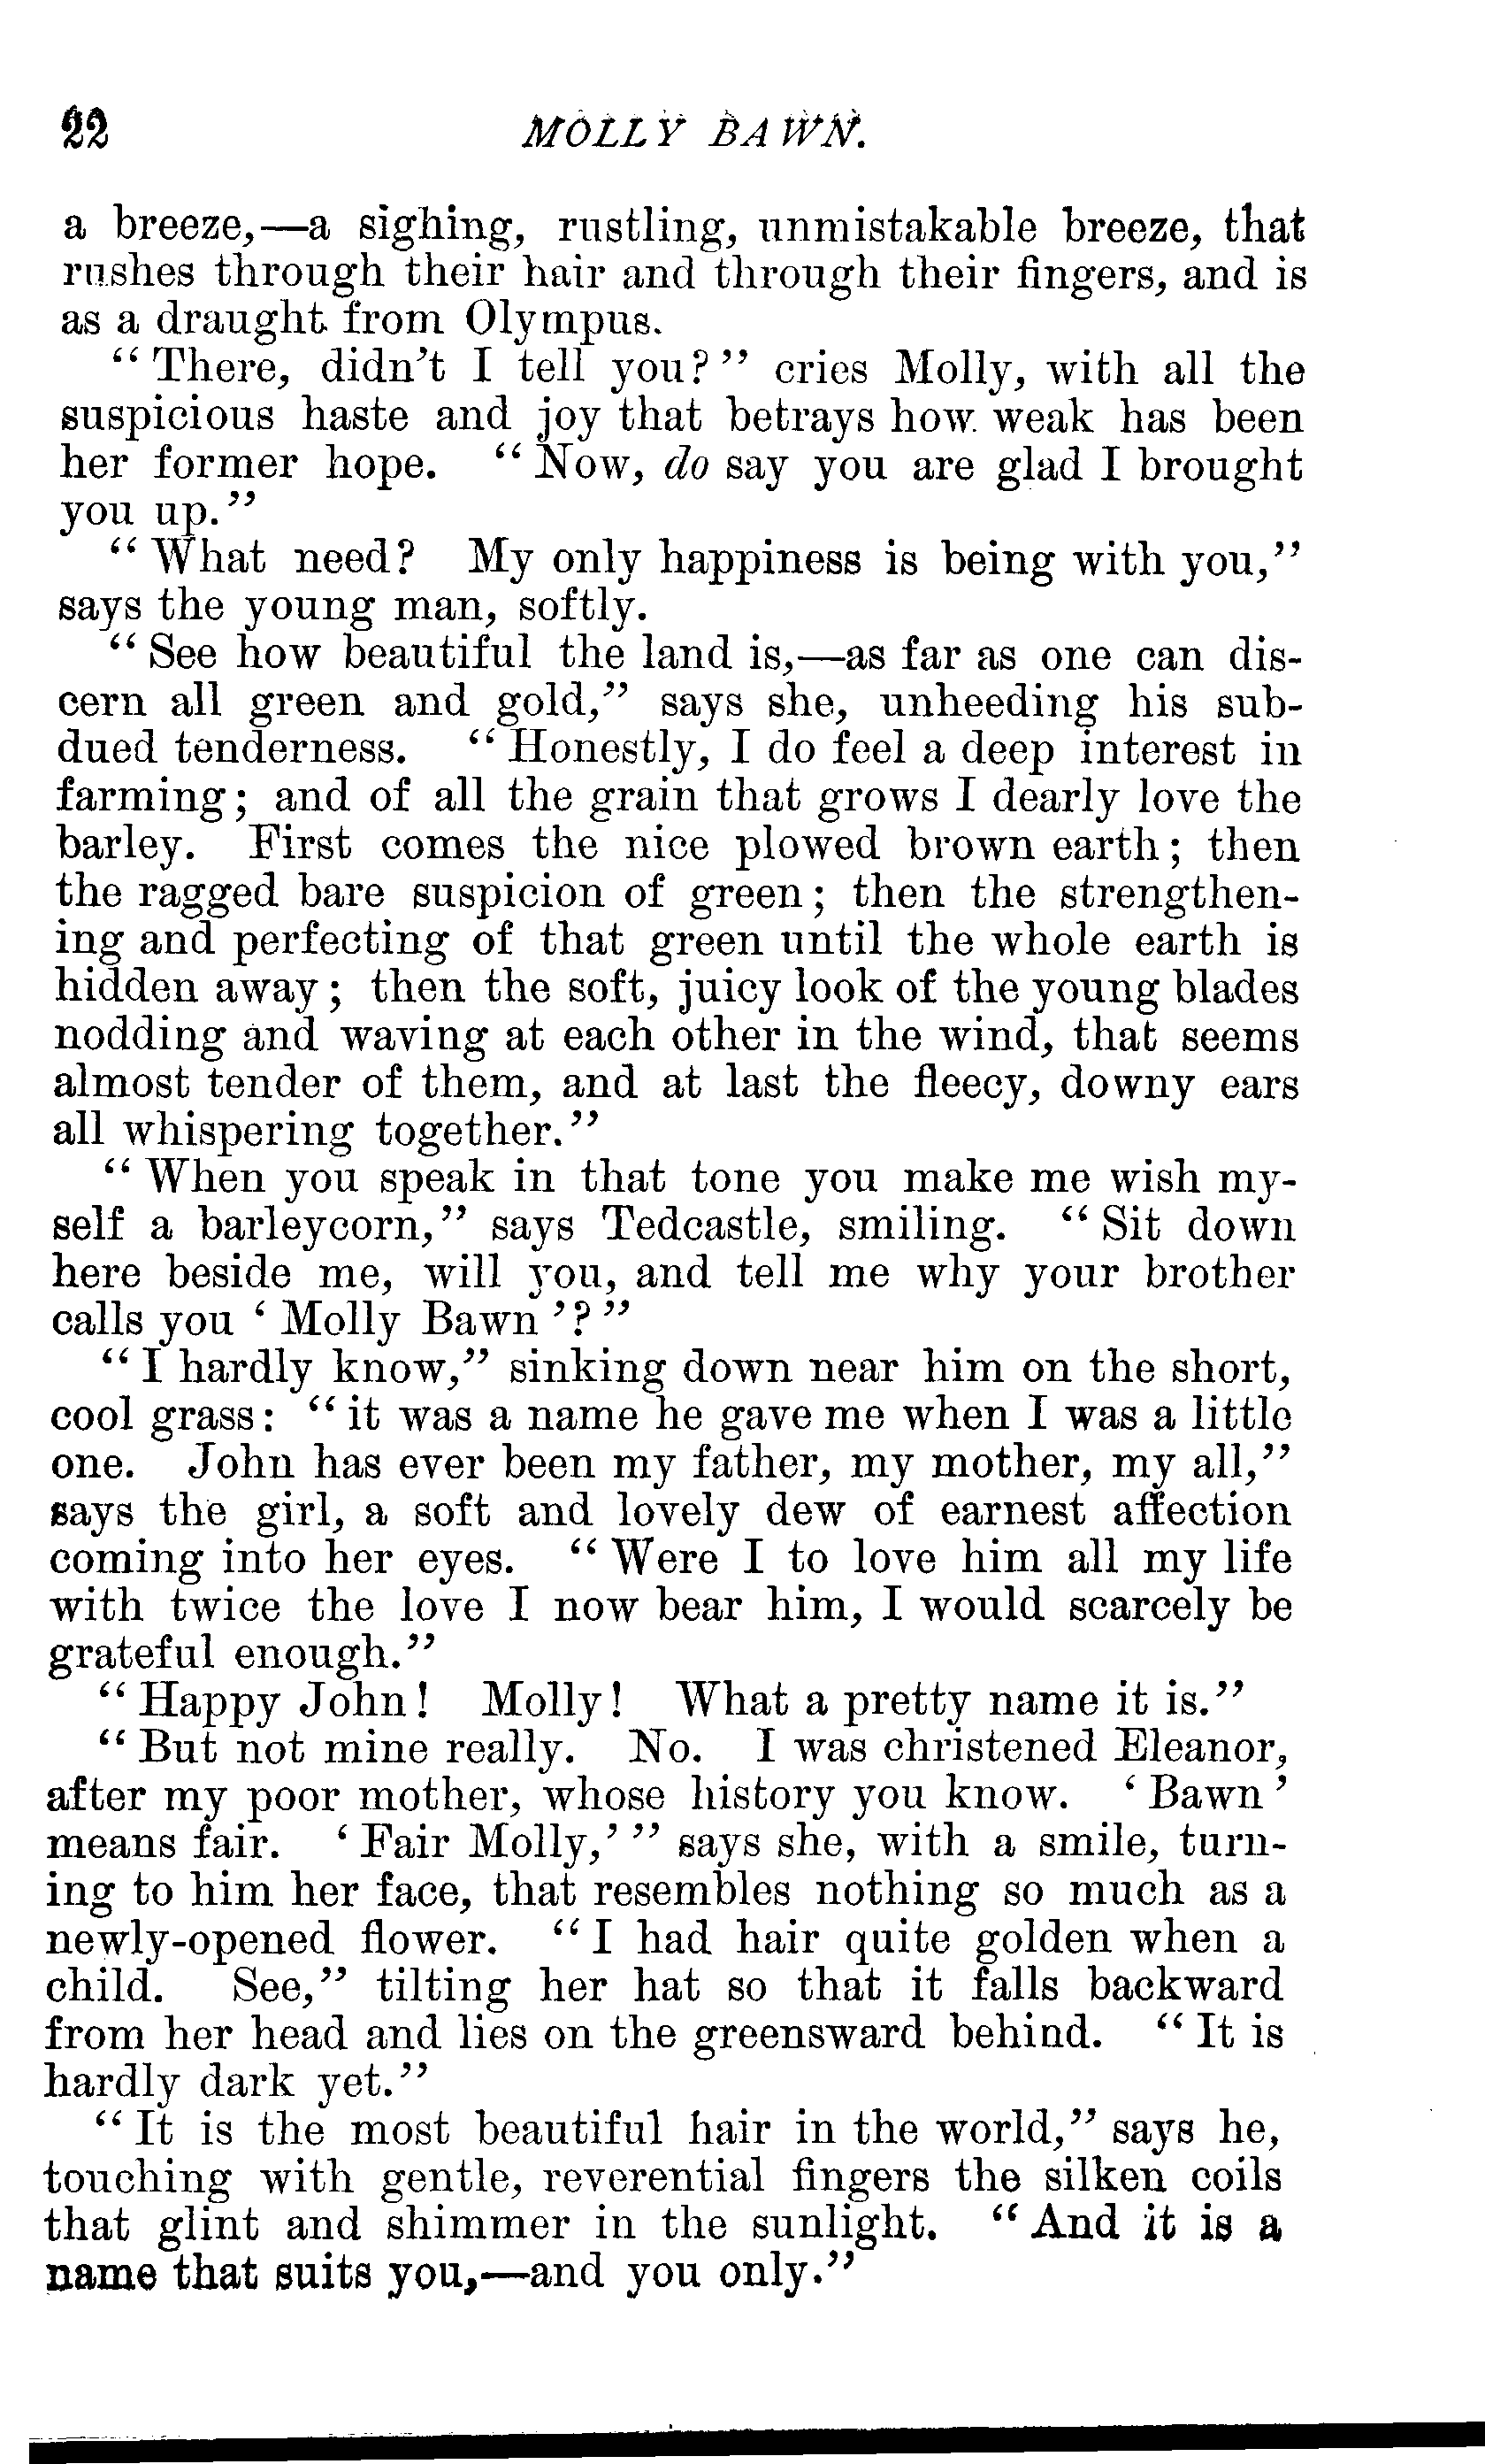 22 MOLLY BAWN.
a breeze,—a sighing, rustling, unmistakable breeze, that
rushes through their hair and through their fingers, and is
as a draught from Olympus.
“There, didn’t I tell you?” cries Molly, with all the
suspicious haste and joy that betrays how weak has been
her former hope. “Now, do say you are glad I brought
you up.”
“What need? My only happiness is being with you,”
says the young man, softly.
“See how beautiful the land is,—as far as one can dis-
cern all green and gold,” says she, unheeding his sub-
dued tenderness. “Honestly, I do feel a deep interest in
farming; and of all the grain that grows I dearly love the
barley. First comes the nice plowed brown earth; then
the ragged bare suspicion of green; then the strengthen-
ing and perfecting of that green until the whole earth is
hidden away; then the soft, juicy look of the young blades
nodding and waving at each other in the wind, that seems
almost tender of them, and at last the fleecy, downy ears
all whispering together.”
“When you speak in that tone you make me wish my-
self a barleycorn,” says Tedcastle, smiling. “Sit down
here beside me, will you, and tell me why your brother
calls you ‘Molly Bawn’?”
“I hardly know,” sinking down near him on the short,
cool grass: “it was a name he gave me when I was a little
one. John has ever been my father, my mother, my all,”
says the girl, a soft and lovely dew of earnest affection
coming into her eyes. “Were I to love him all my life
with twice the love I now bear him, I would scarcely be
grateful enough.”
“Happy John! Molly! What a pretty name it is.”
“But not mine really. No. I was christened Eleanor,
after my poor mother, whose history you know. ‘Bawn’
means fair. ‘Fair Molly,’” says she, with a smile, turn-
ing to him her face, that resembles nothing so much as a
newly-opened flower. “I had hair quite golden when a
child. See,” tilting her hat so that it falls backward
from her head and lies on the greensward behind. “It is
hardly dark yet.”
“It is the most beautiful hair in the world,” says he,
touching with gentle, reverential fingers the silken coils
that glint and shimmer in the sunlight. “And it is a
name that suits you,—and you only.”